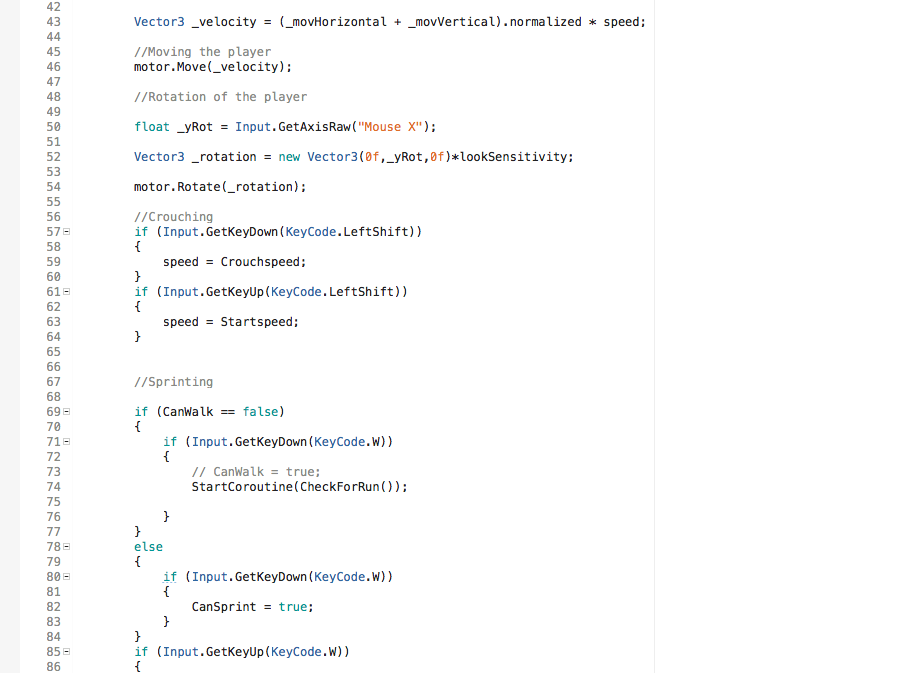 42
43 Vector3 _velocity = (_movHorizontal + _movVertical).normalized * speed;
44
45 //Moving the player
46 motor.Move(_velocity);
47
48 //Rotation of the player
49
50 float _yRot = Input.GetAxisRaw("Mouse X");
51
52 Vector3 _rotation = new Vector3(0f,_yRot,0f)*lookSensitivity;
53
54 motor.Rotate(_rotation);
55
56 //Crouching
57 if (Input.GetKeyDown(KeyCode.LeftShift))
58 {
59 speed = Crouchspeed;
60 }
61 if (Input.GetKeyUp(KeyCode.LeftShift))
62 {
63 speed = Startspeed;
64 }
65
66
67 //Sprinting
68
69 if (CanWalk == false)
70 {
71 if (Input.GetKeyDown(KeyCode.W))
72 {
73 // CanWalk = true;
74 StartCoroutine(CheckForRun());
75
76 }
77 }
78 else
79 {
80 if (Input.GetKeyDown(KeyCode.W))
81 {
82 CanSprint = true;
83 }
84 }
85 if (Input.GetKeyUp(KeyCode.W))
86 {